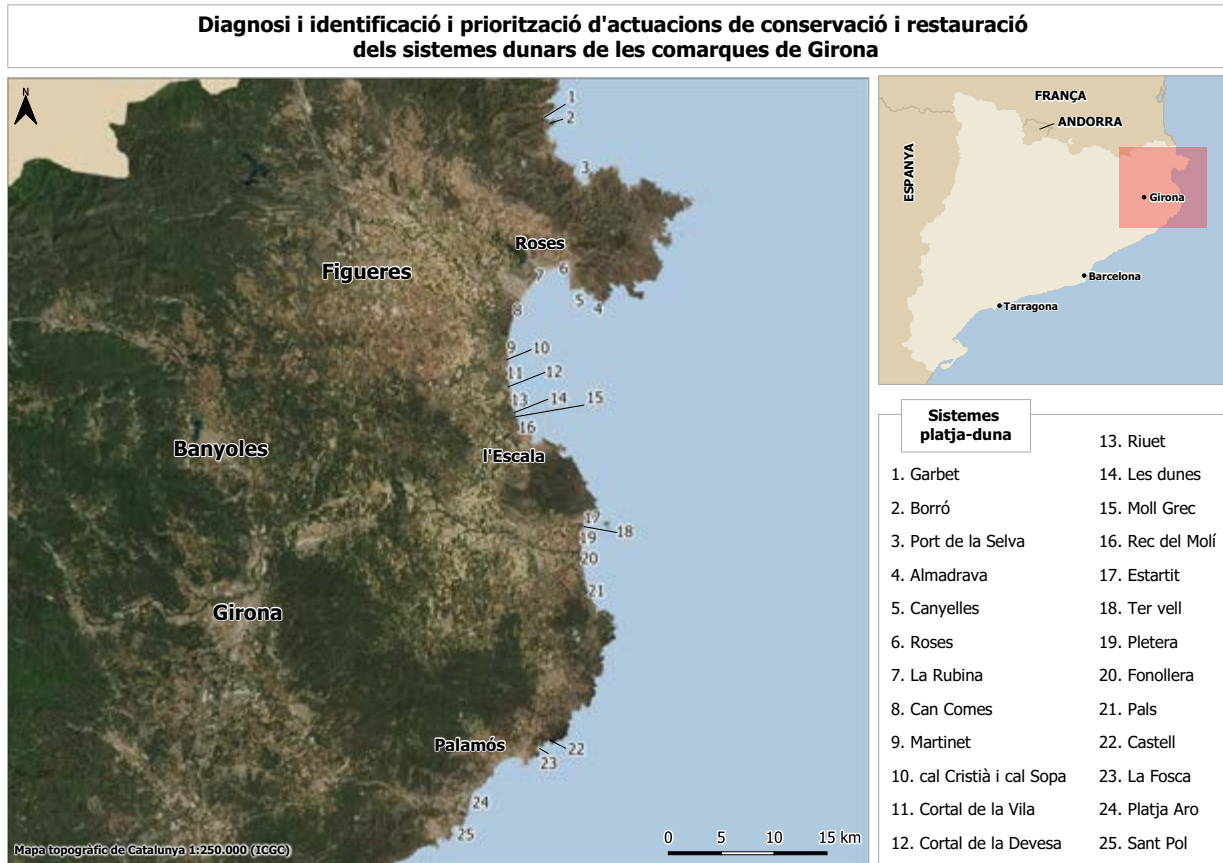 Diagnosi i identificació i priorització d'actuacions de conservació i restauració
dels sistemes dunars de les comarques de Girona
N
1
2
3
Roses
Figueres
6
7
5
4
8
9
10
11
12
13
14
15
16
Banyoles
l'Escala
17
18
19
20
21
Girona
Palamós
22
23
24
25
Mapa topogràfic de Catalunya 1:250.000 (ICGC)
0 5 10 15 km
FRANÇA
ANDORRA
ESPANYA
Girona
Barcelona
Tarragona
Sistemes
platja-duna
1. Garbet
2. Borró
3. Port de la Selva
4. Almadrava
5. Canyelles
6. Roses
7. La Rubina
8. Can Comes
9. Martinet
10. cal Cristià i cal Sopa
11. Cortal de la Vila
12. Cortal de la Devesa
13. Riuet
14. Les dunes
15. Moll Grec
16. Rec del Molí
17. Estartit
18. Ter vell
19. Pletera
20. Fonollera
21. Pals
22. Castell
23. La Fosca
24. Platja Aro
25. Sant Pol